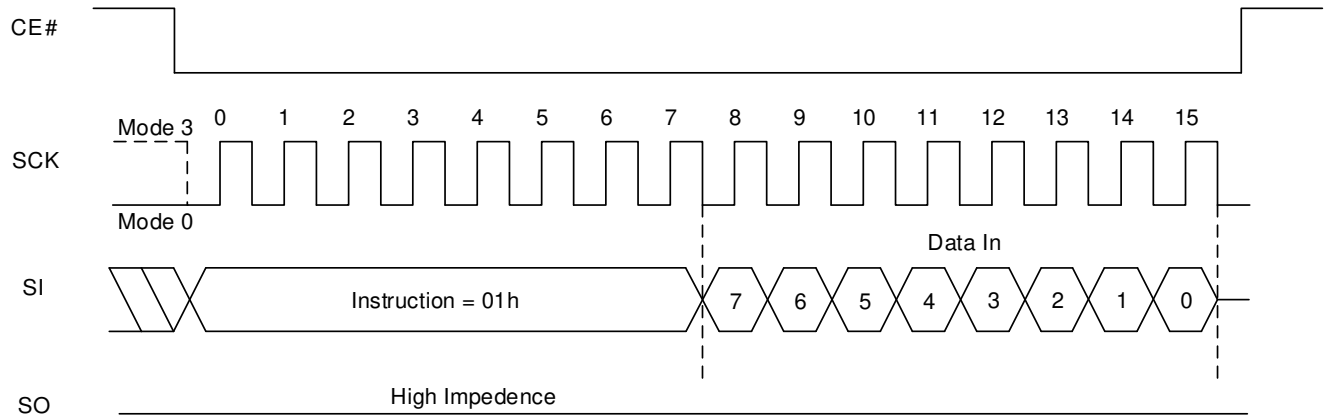 CE#
Mode 3 0 1 2 3 4 5 6 7 8 9 10 11 12 13 14 15
SCK
Mode 0
Data In
SI Instruction = 01h 7 6 5 4 3 2 1 0
High Impedence
SO